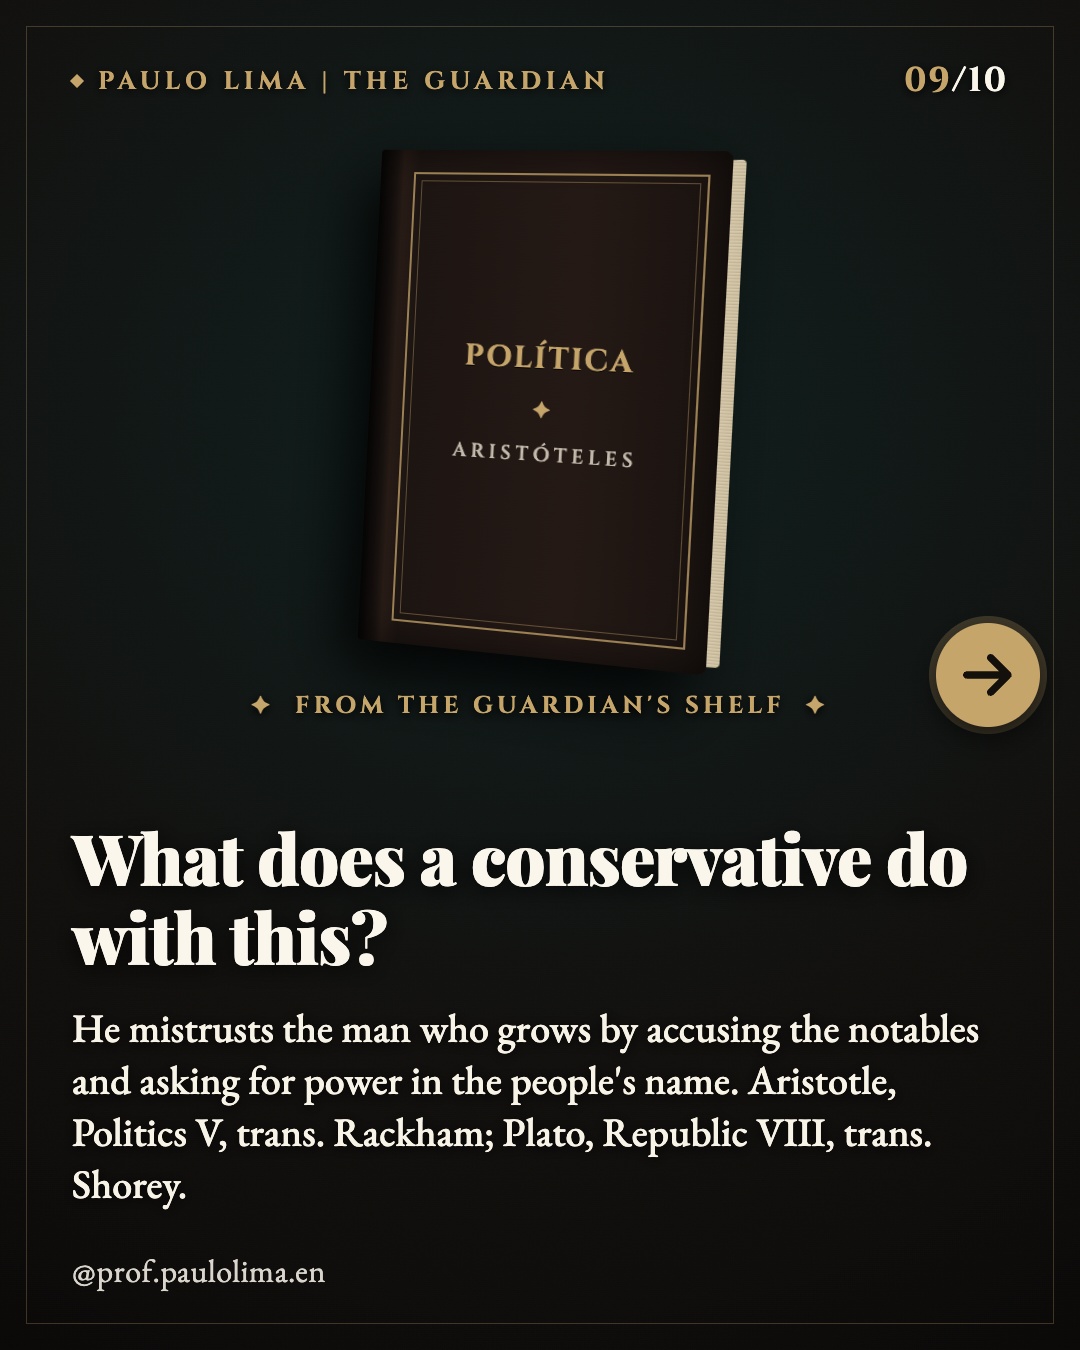 PAULO LIMA | THE GUARDIAN
09/10
POLÍTICA
ARISTÓTELES
FROM THE GUARDIAN'S SHELF
What does a conservative do
with this?
He mistrusts the man who grows by accusing the notables
and asking for power in the people's name. Aristotle,
Politics V, trans. Rackham; Plato, Republic VIII, trans.
Shorey.
@prof.paulolima.en